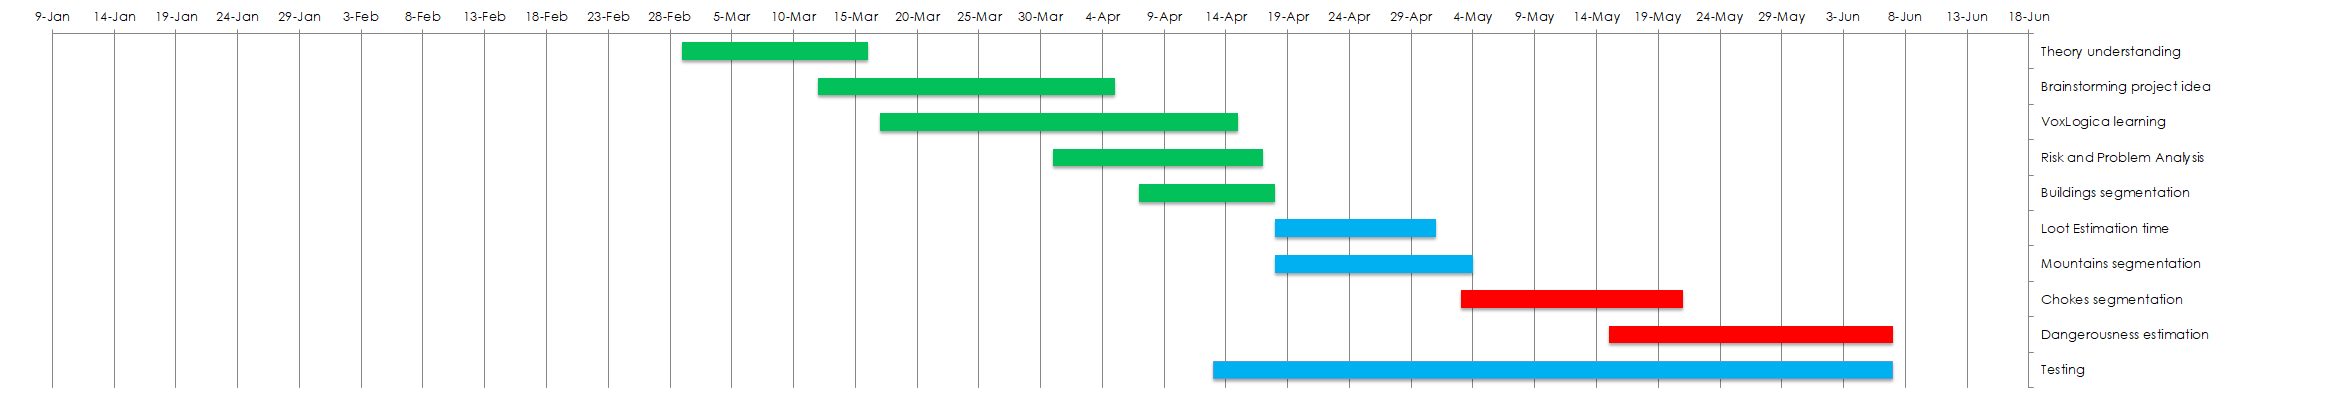 9-Jan 14-Jan 19-Jan 24-Jan 29-Jan 3-Feb 8-Feb 13-Feb 18-Feb 23-Feb 28-Feb 5-Mar 10-Mar 15-Mar 20-Mar 25-Mar 30-Mar 4-Apr 9-Apr 14-Apr 19-Apr 24-Apr 29-Apr 4-May 9-May 14-May 19-May 24-May 29-May 3-Jun 8-Jun 13-Jun 18-Jun
Theory understanding
Brainstorming project idea
VoxLogica learning
Risk and Problem Analysis
Buildings segmentation
Loot Estimation time
Mountains segmentation
Chokes segmentation
Dangerousness estimation
Testing